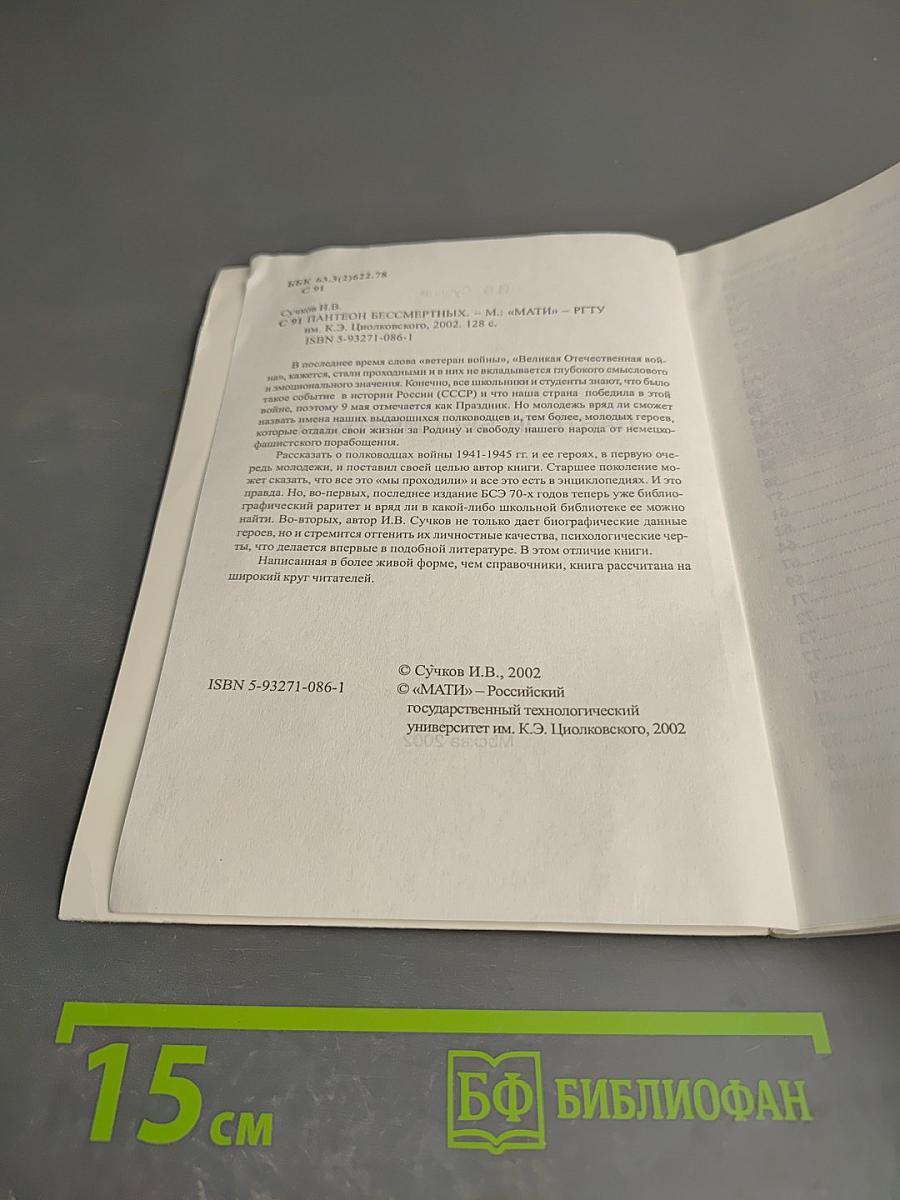 ББК 63.3(2)622.78
С 91
Сучков И.В.
С 91 ПАНТЕОН БЕССМЕРТНЫХ. – М.: «МАТИ» – РГТУ
им. К.Э. Циолковского, 2002. 128 с.
ISBN 5-93271-086-1
В последнее время слова «ветеран войны», «Великая Отечественная вой-
на», кажется, стали проходными и в них не вкладывается глубокого смыслового
и эмоционального значения. Конечно, все школьники и студенты знают, что было
такое событие в истории России (СССР) и что наша страна победила в этой
войне, поэтому 9 мая отмечается как Праздник. Но молодежь вряд ли сможет
назвать имена наших выдающихся полководцев и, тем более, молодых героев,
которые отдали свои жизни за Родину и свободу нашего народа от немецко-
фашистского порабощения.
Рассказать о полководцах войны 1941-1945 гг. и ее героях, в первую оче-
редь молодежи, и поставил своей целью автор книги. Старшее поколение мо-
жет сказать, что все это «мы проходили» и все это есть в энциклопедиях. И это
правда. Но, во-первых, последнее издание БСЭ 70-х годов теперь уже библио-
графический раритет и вряд ли в какой-либо школьной библиотеке ее можно
найти. Во-вторых, автор И.В. Сучков не только дает биографические данные
героев, но и стремится оттенить их личностные качества, психологические чер-
ты, что делается впервые в подобной литературе. В этом отличие книги.
Написанная в более живой форме, чем справочники, книга рассчитана на
широкий круг читателей.
ISBN 5-93271-086-1
© Сучков И.В., 2002
© «МАТИ» – Российский
государственный технологический
университет им. К.Э. Циолковского, 2002
Москва 2002
15 см
БФ БИБЛИОФАН